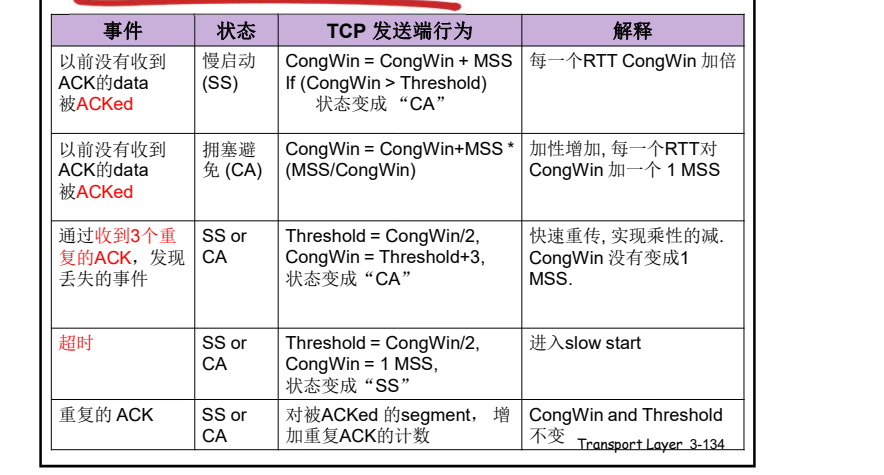 事件
状态
TCP 发送端行为
解释
以前没有收到
ACK的data
被ACKed
慢启动
(SS)
CongWin = CongWin + MSS
If (CongWin > Threshold)
状态变成“CA”
每一个RTT CongWin 加倍
以前没有收到
ACK的data
被ACKed
拥塞避
免 (CA)
CongWin = CongWin+MSS *
(MSS/CongWin)
加性增加, 每一个RTT对
CongWin 加一个 1 MSS
通过收到3个重
复的ACK，发现
丢失的事件
SS or
CA
Threshold = CongWin/2,
CongWin = Threshold+3,
状态变成“CA”
快速重传, 实现乘性的减.
CongWin 没有变成1
MSS.
超时
SS or
CA
Threshold = CongWin/2,
CongWin = 1 MSS,
状态变成“SS”
进入slow start
重复的 ACK
SS or
CA
对被ACKed 的segment， 增
加重复ACK的计数
CongWin and Threshold
不变
Transport Layer 3-134